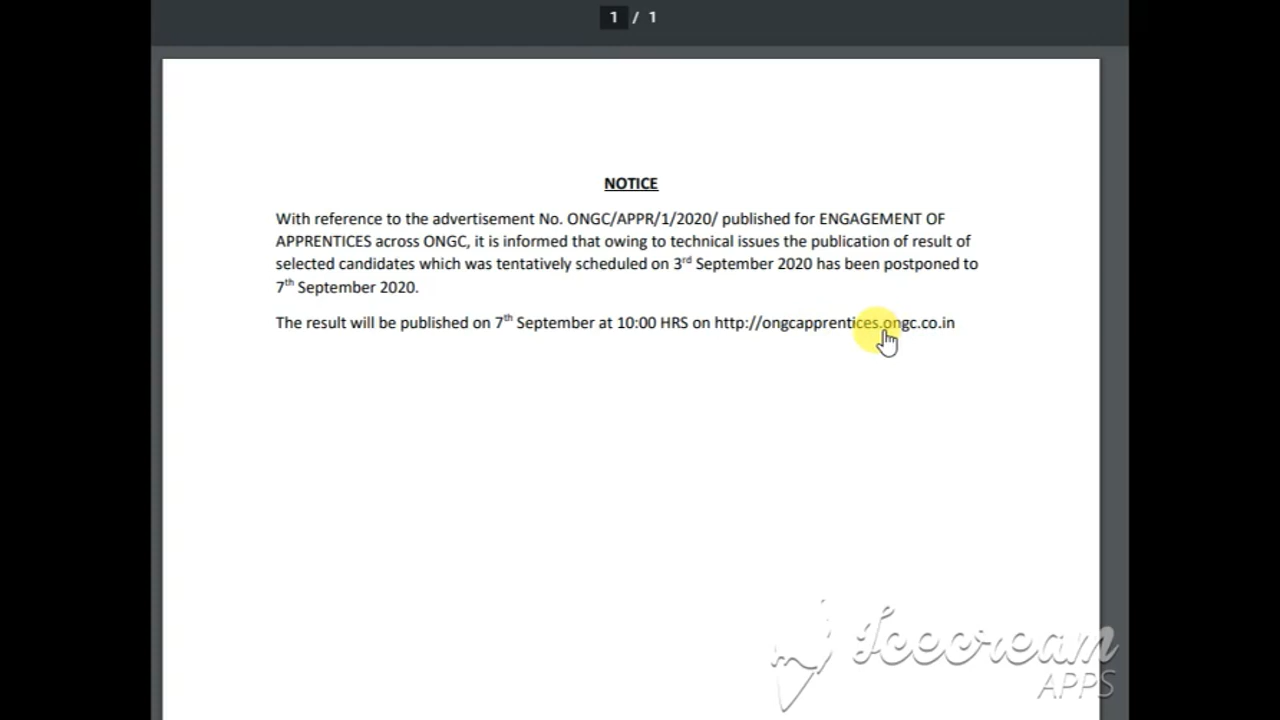 1 / 1
NOTICE
With reference to the advertisement No. ONGC/APPR/1/2020/ published for ENGAGEMENT OF
APPRENTICES across ONGC, it is informed that owing to technical issues the publication of result of
selected candidates which was tentatively scheduled on 3rd September 2020 has been postponed to
7th September 2020.
The result will be published on 7th September at 10:00 HRS on http://ongcapprentices.ongc.co.in
Icecream
APPS